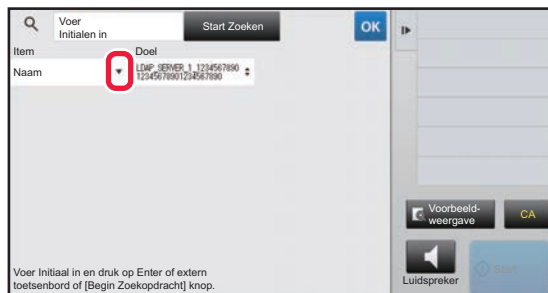 Voer
Initialen in
Start Zoeken
OK
Item
Doel
Naam
LDAP_SERVER_1_1234567890
12345678901234567890
Voorbeeld-
weergave
CA
Voer Initiaal in en druk op Enter of extern
toetsenbord of [Begin Zoekopdracht] knop.
Luidspreker
Start